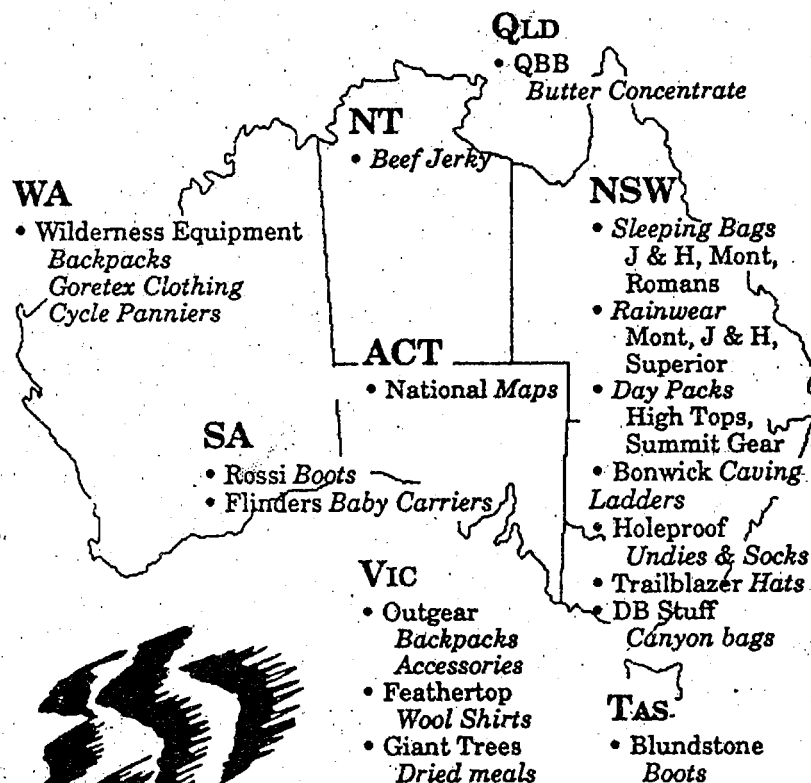 QLD
• QBB
Butter Concentrate
NT
• Beef Jerky
WA
• Wilderness Equipment
Backpacks
Goretex Clothing
Cycle Panniers
NSW
• Sleeping Bags
J & H, Mont,
Romans
• Rainwear
Mont, J & H,
Superior
• Day Packs
High Tops,
Summit Gear
• Bonwick Caving
Ladders
• Holeproof
Undies & Socks
• Trailblazer Hats
• DB Stuff
Canyon bags
ACT
• National Maps
SA
• Rossi Boots
• Flinders Baby Carriers
VIC
• Outgear
Backpacks
Accessories
• Feathertop
Wool Shirts
• Giant Trees
Dried meals
TAS
• Blundstone
Boots